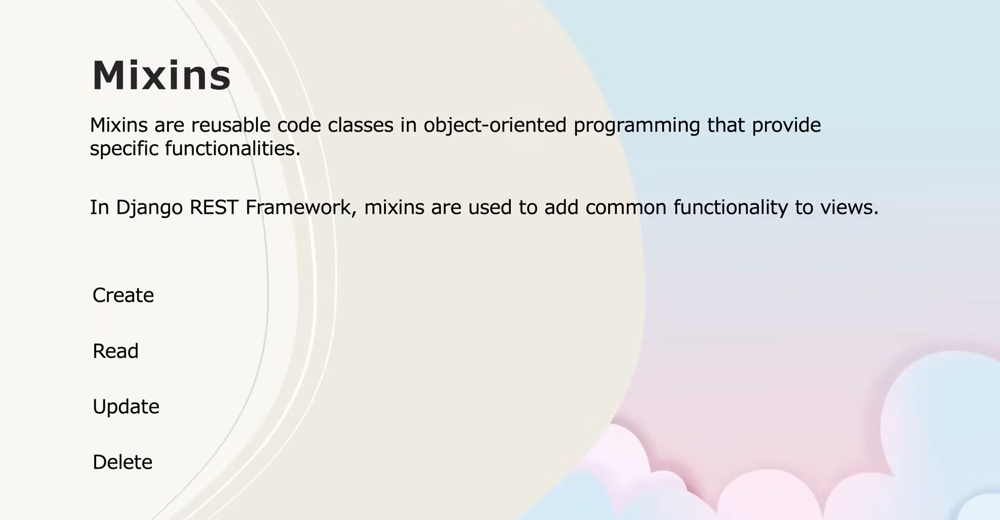 Mixins
Mixins are reusable code classes in object-oriented programming that provide
specific functionalities.
In Django REST Framework, mixins are used to add common functionality to views.
Create
Read
Update
Delete